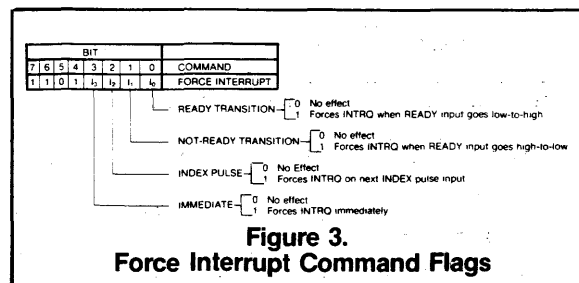 BIT
7 6 5 4 3 2 1 0 COMMAND
1 1 0 1 I₃ I₂ I₁ I₀ FORCE INTERRUPT
READY TRANSITION 0 No effect
1 Forces INTRQ when READY input goes low-to-high
NOT-READY TRANSITION 0 No effect
1 Forces INTRQ when READY input goes high-to-low
INDEX PULSE 0 No Effect
1 Forces INTRQ on next INDEX pulse input
IMMEDIATE 0 No effect
1 Forces INTRQ immediately
Figure 3.
Force Interrupt Command Flags